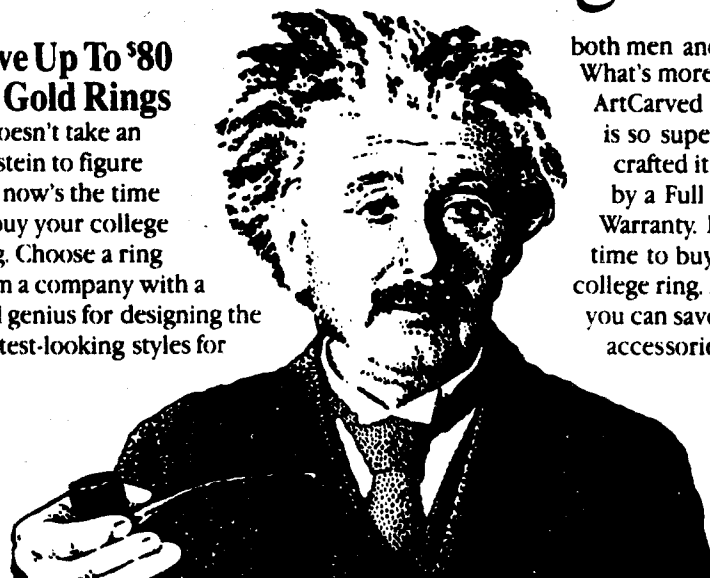 ve Up To $80
Gold Rings
oesn't take an
stein to figure
now's the time
buy your college
g. Choose a ring
m a company with a
l genius for designing the
test-looking styles for
both men and
What's more
ArtCarved
is so supe
crafted it
by a Full
Warranty.
time to buy
college ring.
you can save
accessorie